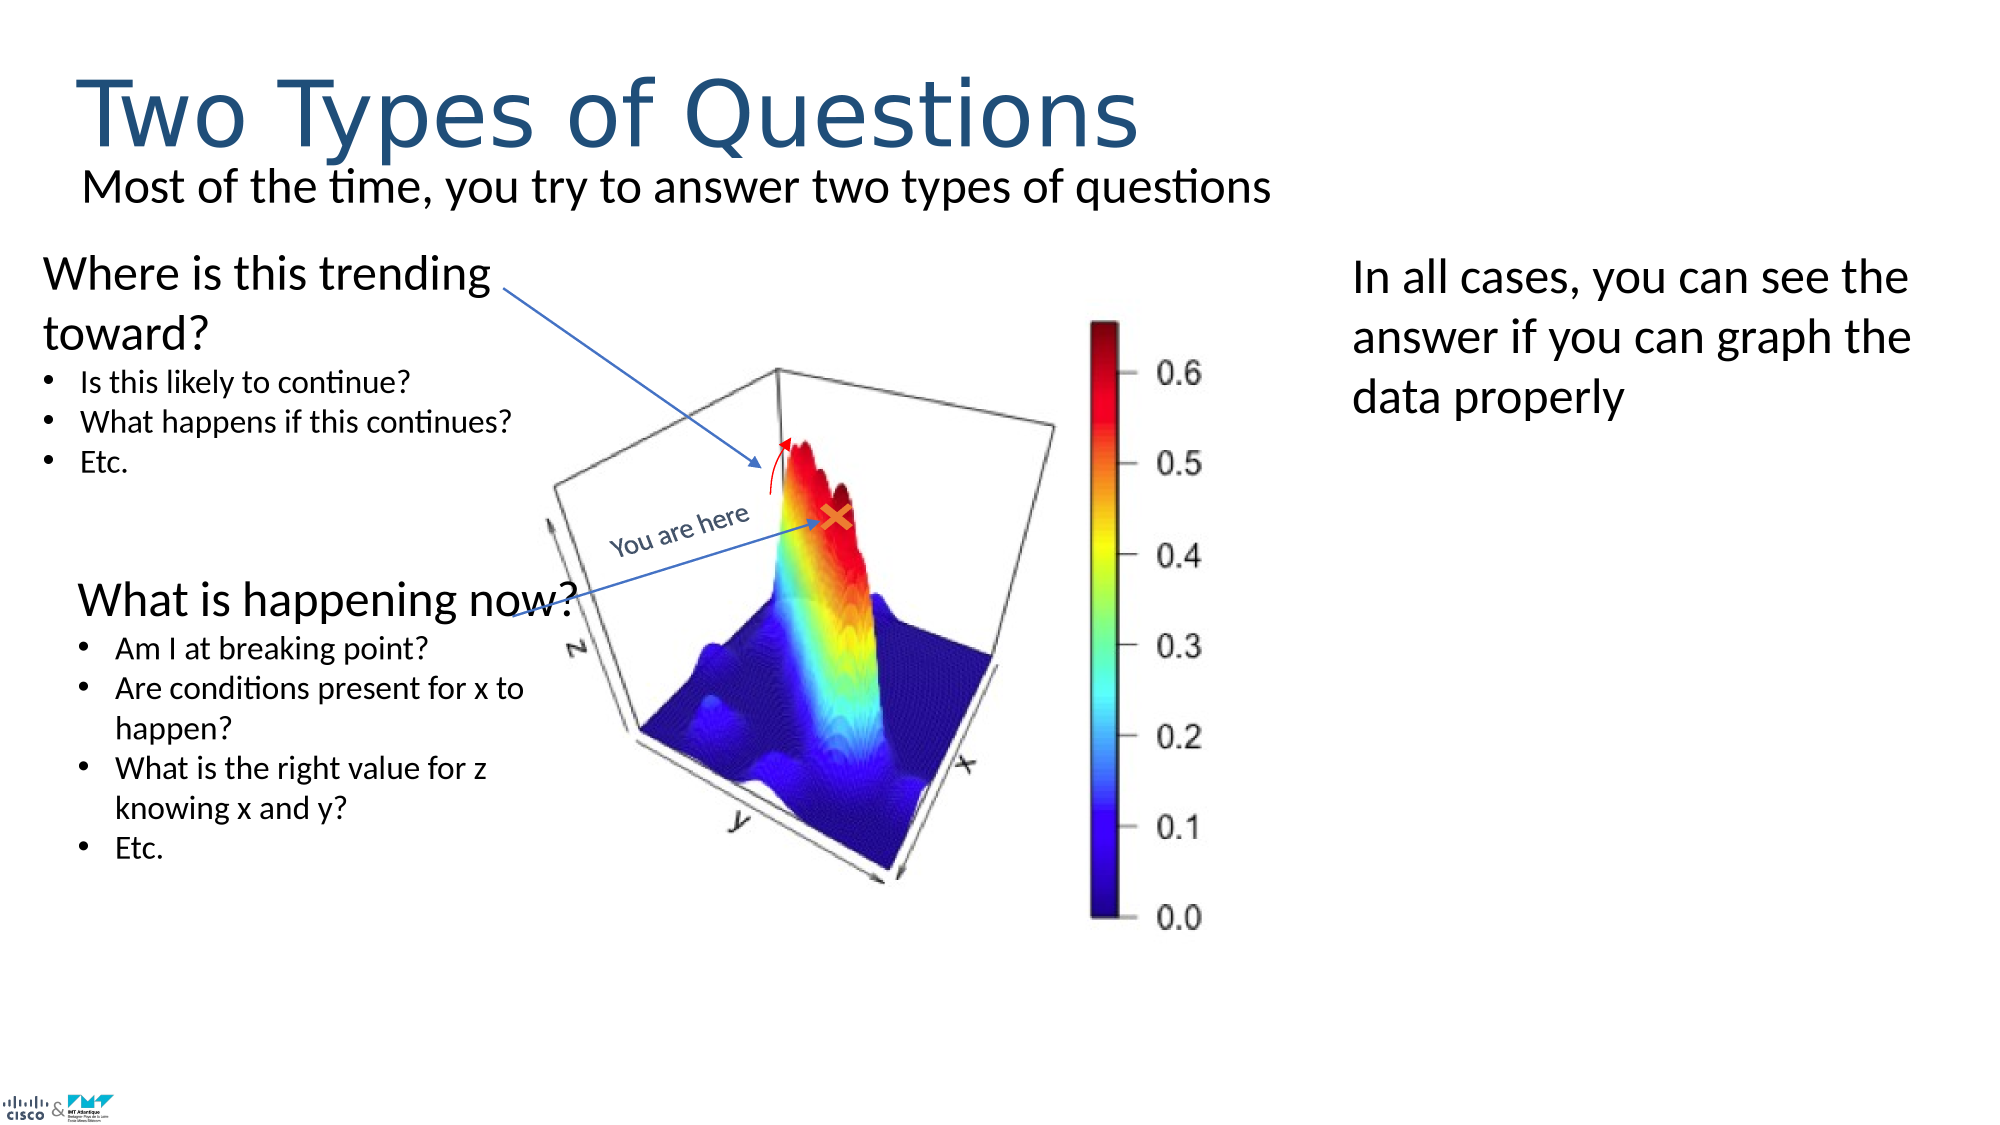 Two Types of Questions
Most of the time, you try to answer two types of questions
Where is this trending
toward?
• Is this likely to continue?
• What happens if this continues?
• Etc.
You are here
What is happening now?
• Am I at breaking point?
• Are conditions present for x to
happen?
• What is the right value for z
knowing x and y?
• Etc.
z
y
x
0.6
0.5
0.4
0.3
0.2
0.1
0.0
In all cases, you can see the
answer if you can graph the
data properly
CISCO & IMT Atlantique